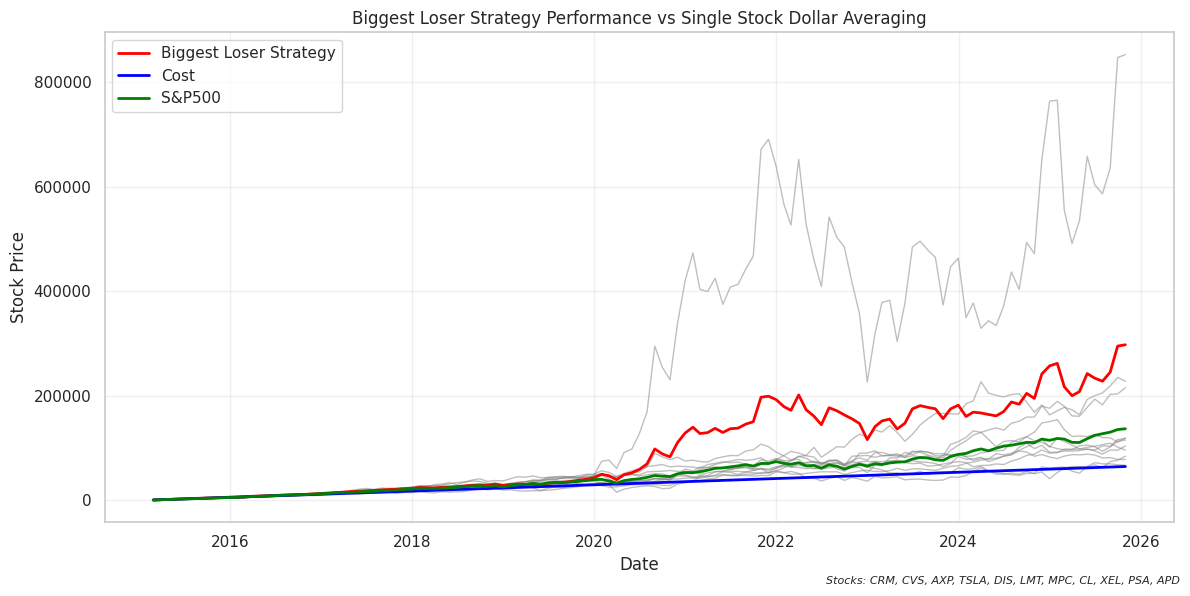 Biggest Loser Strategy Performance vs Single Stock Dollar Averaging
Biggest Loser Strategy
Cost
S&P500
Stock Price
800000
600000
400000
200000
0
2016
2018
2020
2022
2024
2026
Date
Stocks: CRM, CVS, AXP, TSLA, DIS, LMT, MPC, CL, XEL, PSA, APD